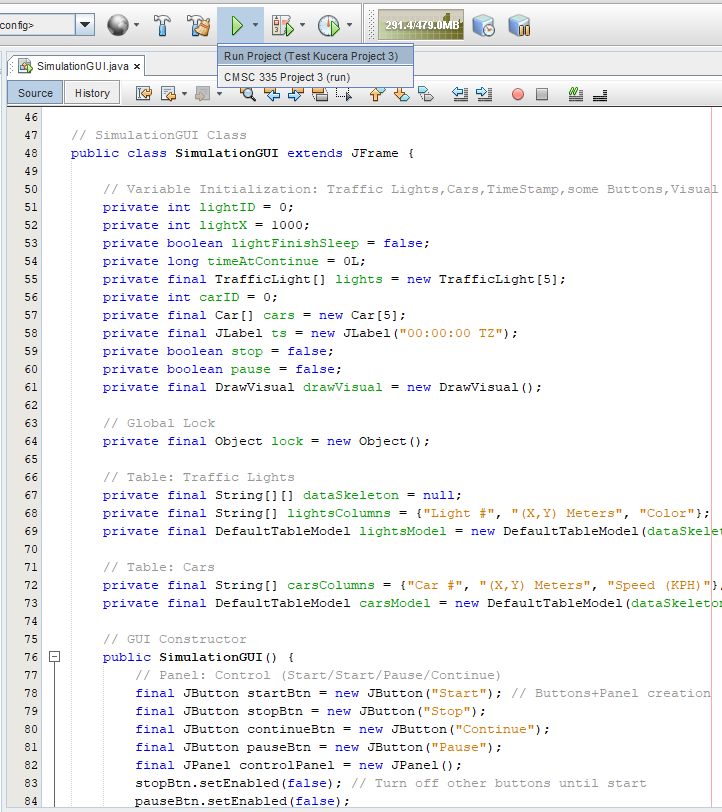 config>
291.4/479.0MB
Run Project (Test Kucera Project 3)
CMSC 335 Project 3 (run)
SimulationGUI.java ×
Source History
46
47 // SimulationGUI Class
48 public class SimulationGUI extends JFrame {
49
50 // Variable Initialization: Traffic Lights,Cars,TimeStamp,some Buttons,Visual
51 private int lightID = 0;
52 private int lightX = 1000;
53 private boolean lightFinishSleep = false;
54 private long timeAtContinue = 0L;
55 private final TrafficLight[] lights = new TrafficLight[5];
56 private int carID = 0;
57 private final Car[] cars = new Car[5];
58 private final JLabel ts = new JLabel("00:00:00 TZ");
59 private boolean stop = false;
60 private boolean pause = false;
61 private final DrawVisual drawVisual = new DrawVisual();
62
63 // Global Lock
64 private final Object lock = new Object();
65
66 // Table: Traffic Lights
67 private final String[][] dataSkeleton = null;
68 private final String[] lightsColumns = {"Light #", "(X,Y) Meters", "Color"};
69 private final DefaultTableModel lightsModel = new DefaultTableModel(dataSkelet
70
71 // Table: Cars
72 private final String[] carsColumns = {"Car #", "(X,Y) Meters", "Speed (KPH)"};
73 private final DefaultTableModel carsModel = new DefaultTableModel(dataSkeleton
74
75 // GUI Constructor
76 public SimulationGUI() {
77 // Panel: Control (Start/Start/Pause/Continue)
78 final JButton startBtn = new JButton("Start"); // Buttons+Panel creation
79 final JButton stopBtn = new JButton("Stop");
80 final JButton continueBtn = new JButton("Continue");
81 final JButton pauseBtn = new JButton("Pause");
82 final JPanel controlPanel = new JPanel();
83 stopBtn.setEnabled(false); // Turn off other buttons until start
84 pauseBtn.setEnabled(false);